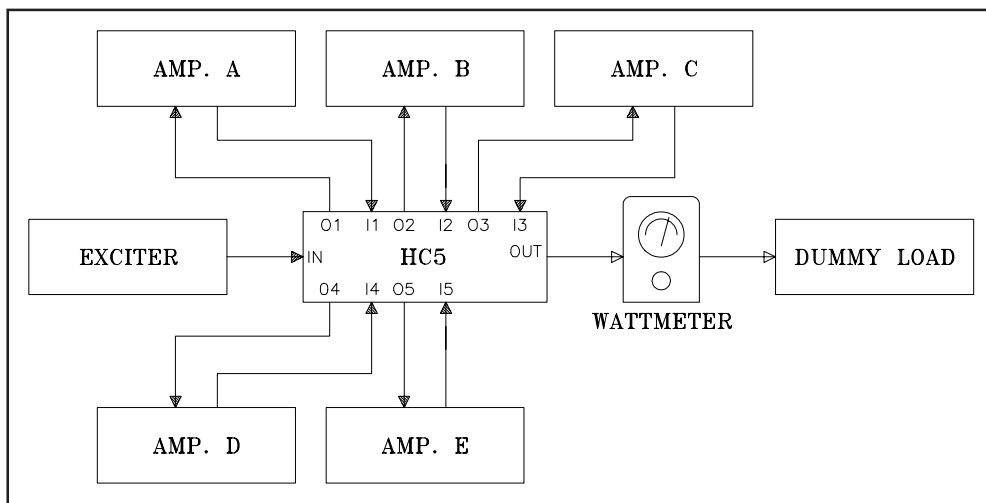 AMP. A
AMP. B
AMP. C
O1 I1 O2 I2 O3 I3
EXCITER
IN
HC5
OUT
DUMMY LOAD
O4 I4 O5 I5
WATTMETER
AMP. D
AMP. E